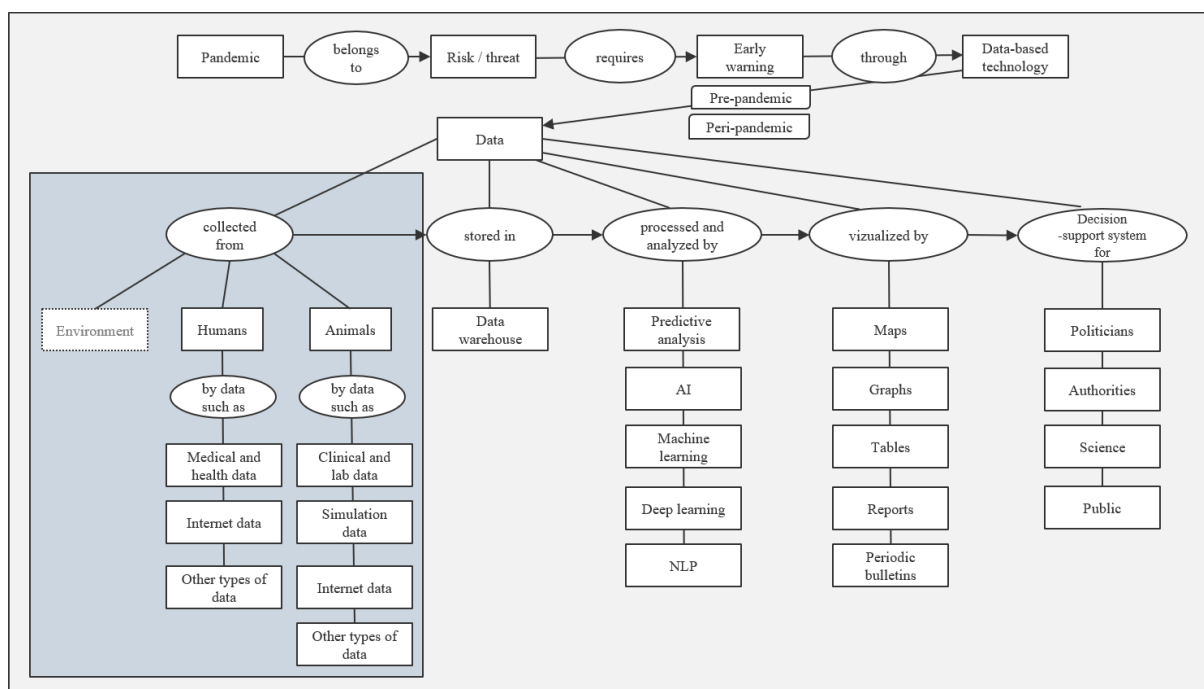 Pandemic
belongs
to
Risk / threat
requires
Early
warning
through
Data-based
technology
Pre-pandemic
Peri-pandemic
Data
collected
from
stored in
processed and
analyzed by
vizualized by
Decision
-support system
for
Environment
Humans
Animals
Data
warehouse
Predictive
analysis
Maps
Politicians
by data
such as
by data
such as
AI
Graphs
Authorities
Medical and
health data
Clinical and
lab data
Machine
learning
Tables
Science
Internet data
Simulation
data
Deep learning
Reports
Public
Other types of
data
Internet data
NLP
Periodic
bulletins
Other types of
data